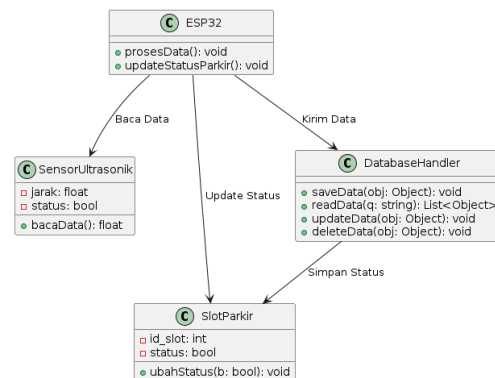 C ESP32
prosesData(): void
updateStatusParkir(): void
Baca Data
Kirim Data
C SensorUltrasonik
jarak: float
status: bool
bacaData(): float
Update Status
C DatabaseHandler
saveData(obj: Object): void
readData(q: string): List<Object>
updateData(obj: Object): void
deleteData(obj: Object): void
Simpan Status
C SlotParkir
id_slot: int
status: bool
ubahStatus(b: bool): void